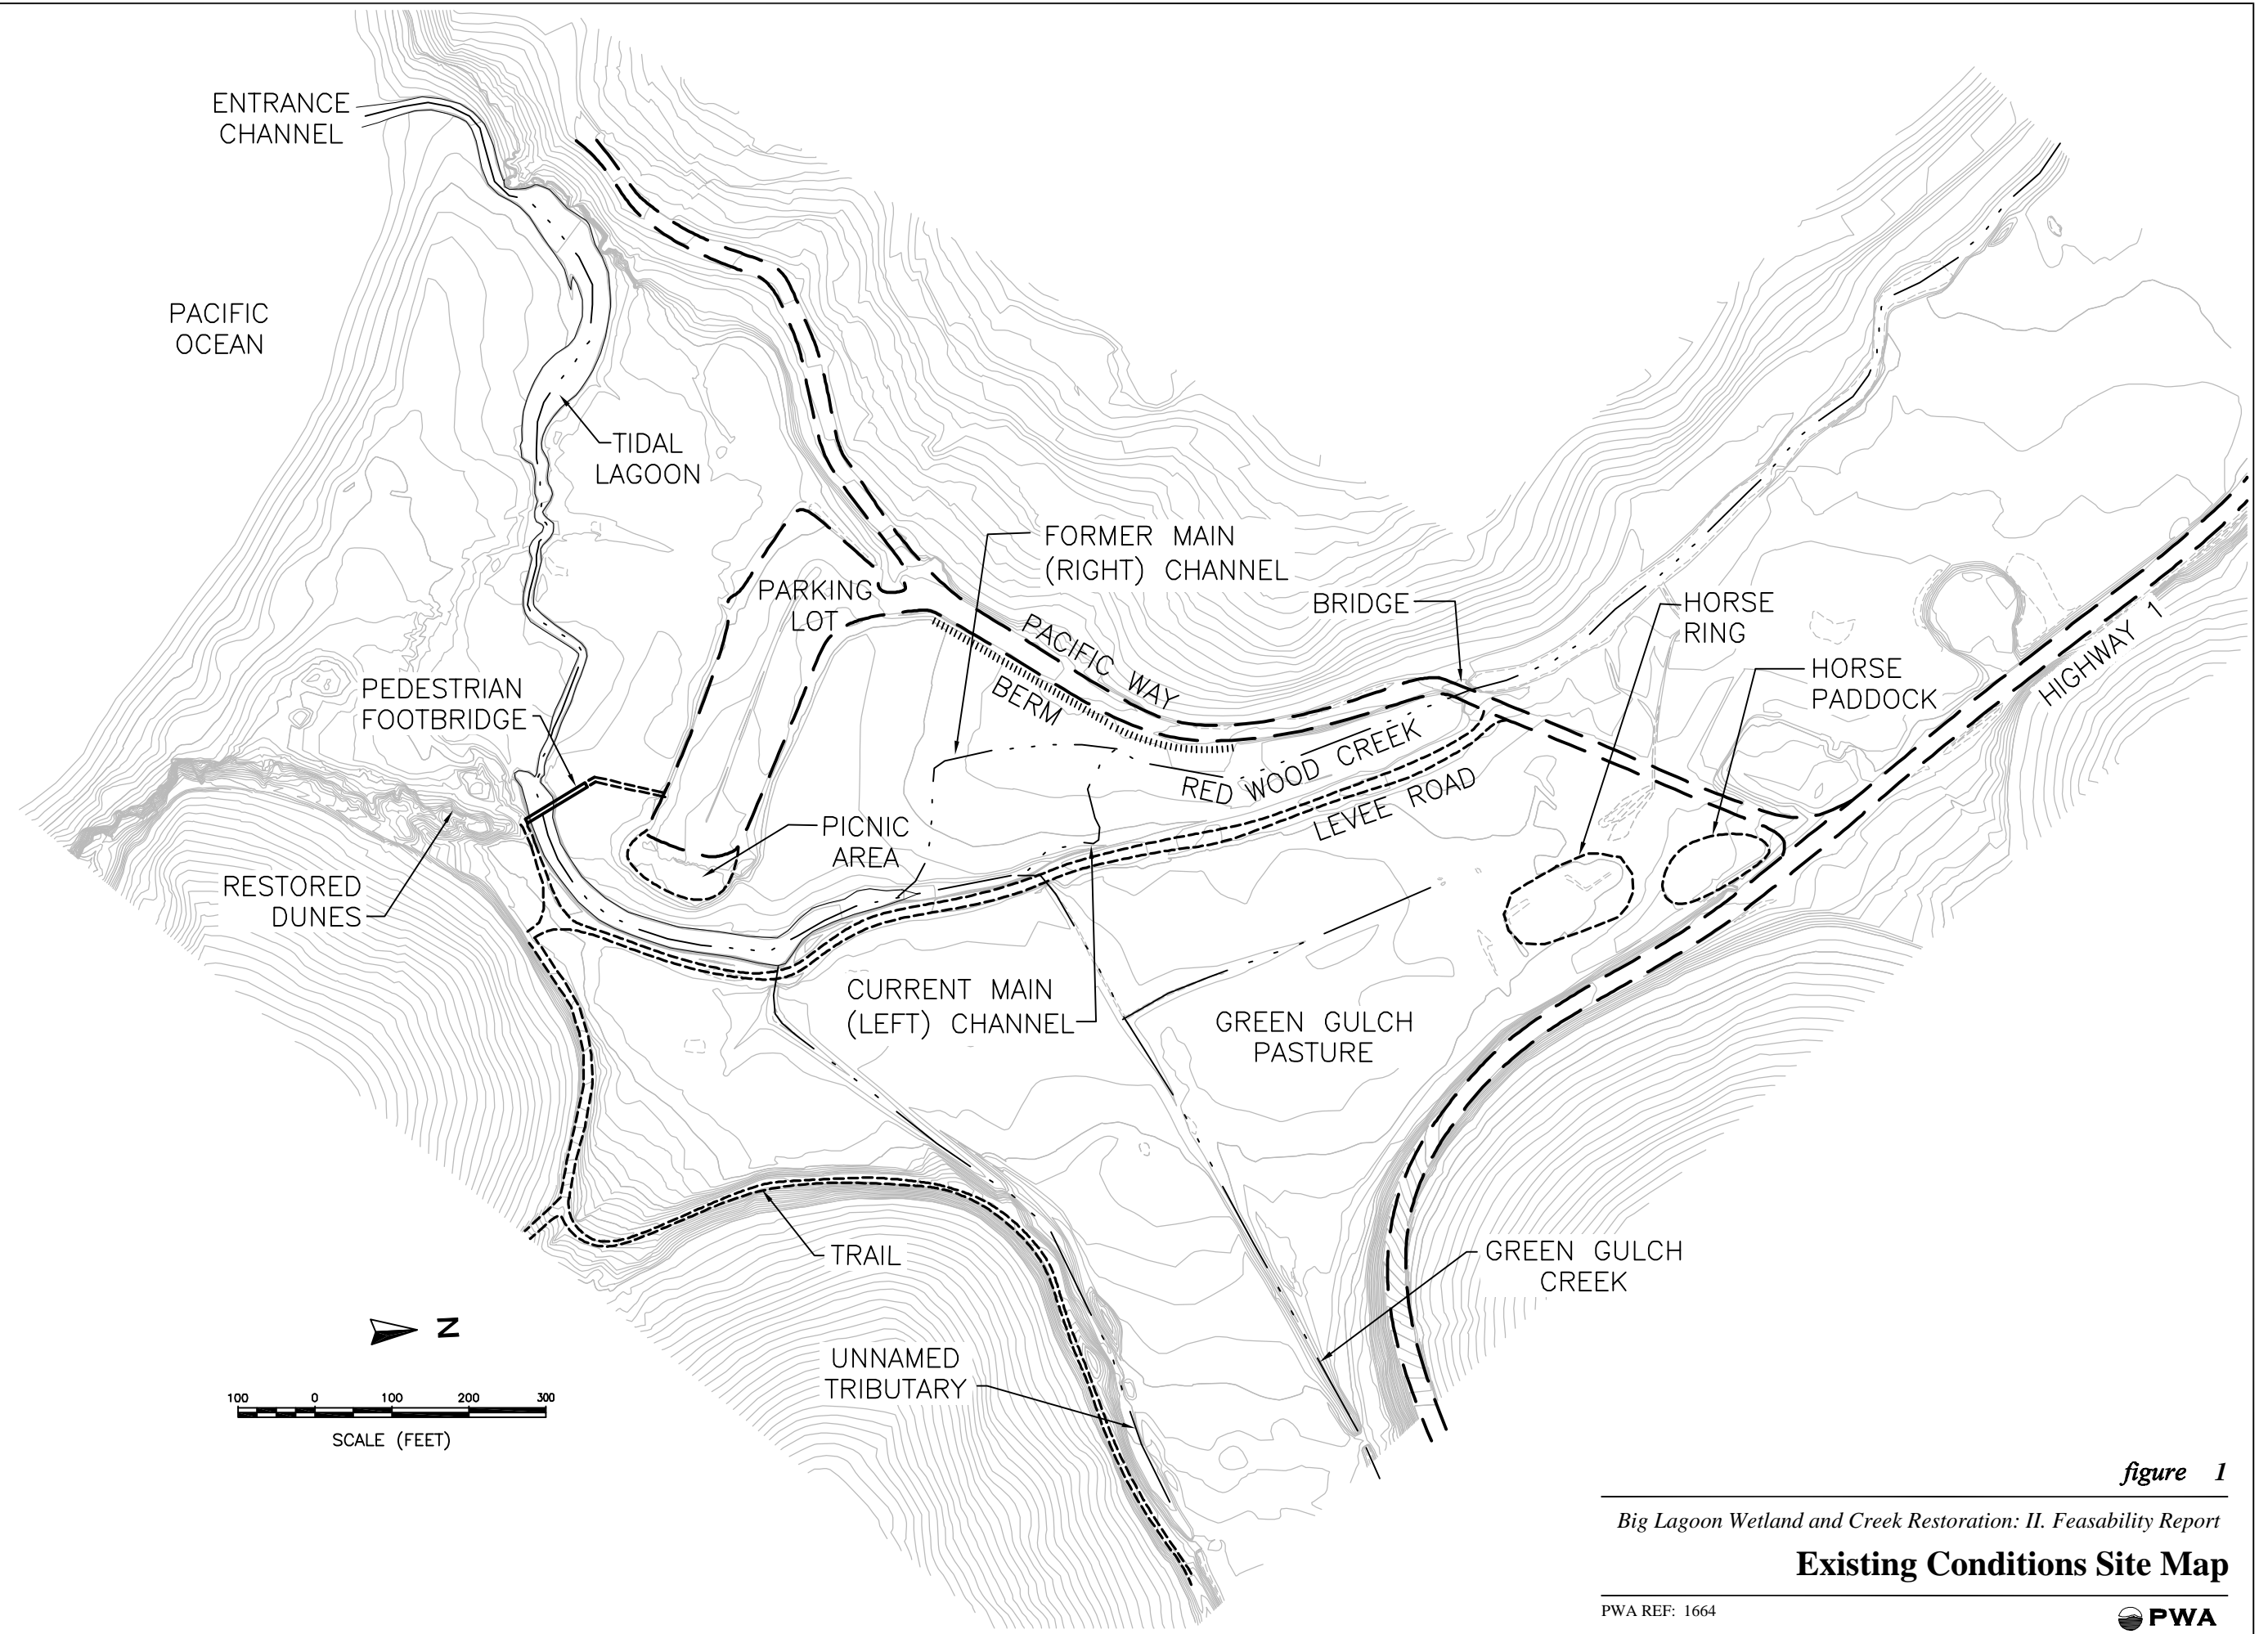 ENTRANCE
CHANNEL
PACIFIC
OCEAN
TIDAL
LAGOON
FORMER MAIN
(RIGHT) CHANNEL
PARKING
LOT
BRIDGE
HORSE
RING
HORSE
PADDOCK
HIGHWAY 1
PACIFIC WAY
BERM
PEDESTRIAN
FOOTBRIDGE
RED WOOD CREEK
LEVEE ROAD
PICNIC
AREA
RESTORED
DUNES
CURRENT MAIN
(LEFT) CHANNEL
GREEN GULCH
PASTURE
TRAIL
GREEN GULCH
CREEK
UNNAMED
TRIBUTARY
N
100 0 100 200 300
SCALE (FEET)
figure 1
Big Lagoon Wetland and Creek Restoration: II. Feasability Report
Existing Conditions Site Map
PWA REF: 1664
PWA